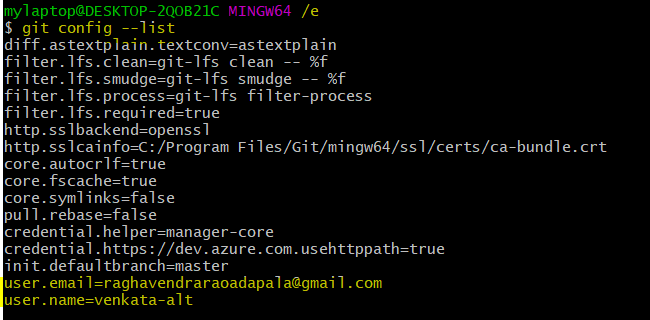 mylaptop@DESKTOP-2QOB21C MINGW64 /e
$ git config --list
diff.astextplain.textconv=astextplain
filter.lfs.clean=git-lfs clean -- %f
filter.lfs.smudge=git-lfs smudge -- %f
filter.lfs.process=git-lfs filter-process
filter.lfs.required=true
http.sslbackend=openssl
http.sslcainfo=C:/Program Files/Git/mingw64/ssl/certs/ca-bundle.crt
core.autocrlf=true
core.fscache=true
core.symlinks=false
pull.rebase=false
credential.helper=manager-core
credential.https://dev.azure.com.usehttppath=true
init.defaultbranch=master
user.email=raghavendraraoadapala@gmail.com
user.name=venkata-alt